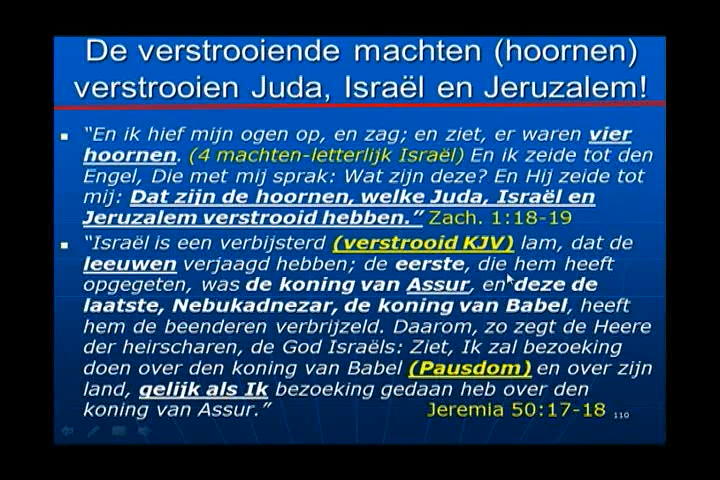 De verstrooiende machten (hoornen)
verstrooien Juda, Israël en Jeruzalem!
"En ik hief mijn ogen op, en zag; en ziet, er waren vier
hoornen. (4 machten-letterlijk Israël) En ik zeide tot den
Engel, Die met mij sprak: Wat zijn deze? En Hij zeide tot
mij: Dat zijn de hoornen, welke Juda, Israël en
Jeruzalem verstrooid hebben." Zach. 1:18-19
"Israël is een verbijsterd (verstrooid KJV) lam, dat de
leeuwen verjaagd hebben; de eerste, die hem heeft
opgegeten, was de koning van Assur, en deze de
laatste, Nebukadnezar, de koning van Babel, heeft
hem de beenderen verbrijzeld. Daarom, zo zegt de Heere
der heirscharen, de God Israëls: Ziet, Ik zal bezoeking
doen over den koning van Babel (Pausdom) en over zijn
land, gelijk als Ik bezoeking gedaan heb over den
koning van Assur." Jeremia 50:17-18 110